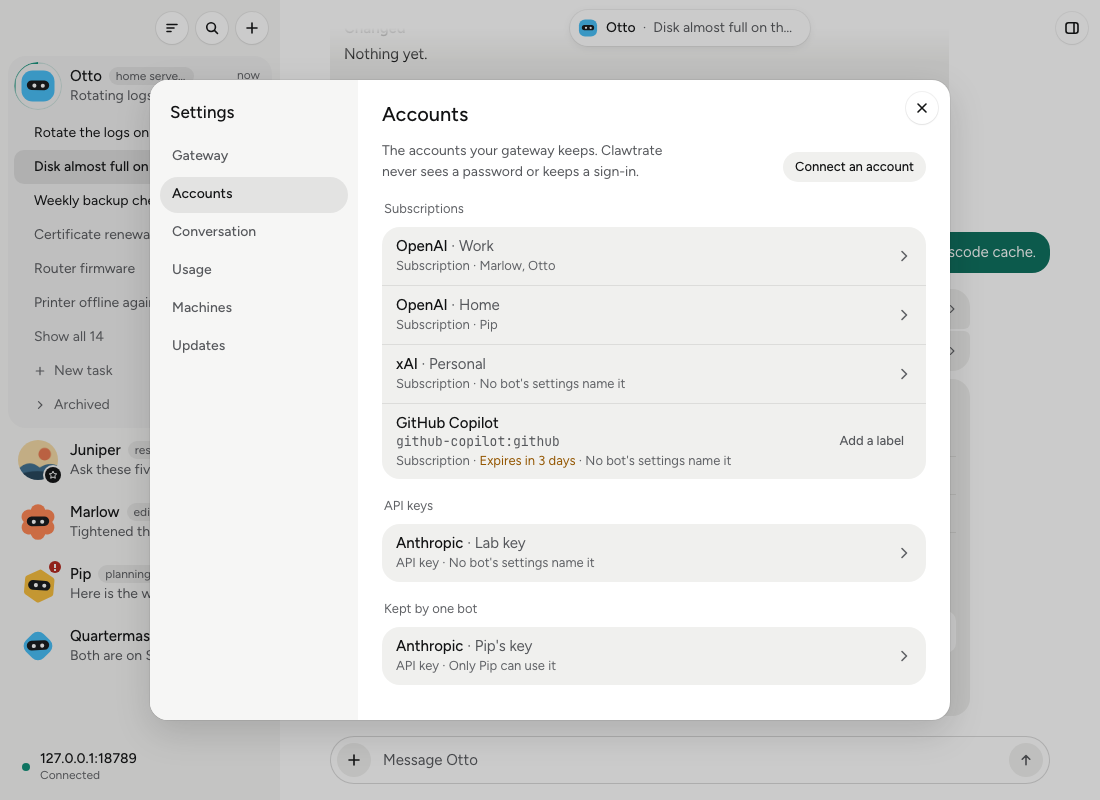 Changed
Nothing yet.
Otto · Disk almost full on th...
Otto
home serve...
now
Rotating logs
Rotate the logs on
Disk almost full on
Weekly backup che
Certificate renewa
Router firmware
Printer offline again
Show all 14
New task
Archived
Juniper
res
Ask these fiv
Marlow
edi
Tightened th
Pip
planning
Here is the w
Quartermas
Both are on S
127.0.0.1:18789
Connected
Settings
Gateway
Accounts
Conversation
Usage
Machines
Updates
Accounts
The accounts your gateway keeps. Clawtrate
never sees a password or keeps a sign-in.
Connect an account
Subscriptions
OpenAI · Work
Subscription · Marlow, Otto
OpenAI · Home
Subscription · Pip
xAI · Personal
Subscription · No bot's settings name it
GitHub Copilot
github-copilot:github
Subscription · Expires in 3 days · No bot's settings name it
Add a label
API keys
Anthropic · Lab key
API key · No bot's settings name it
Kept by one bot
Anthropic · Pip's key
API key · Only Pip can use it
scode cache.
Message Otto